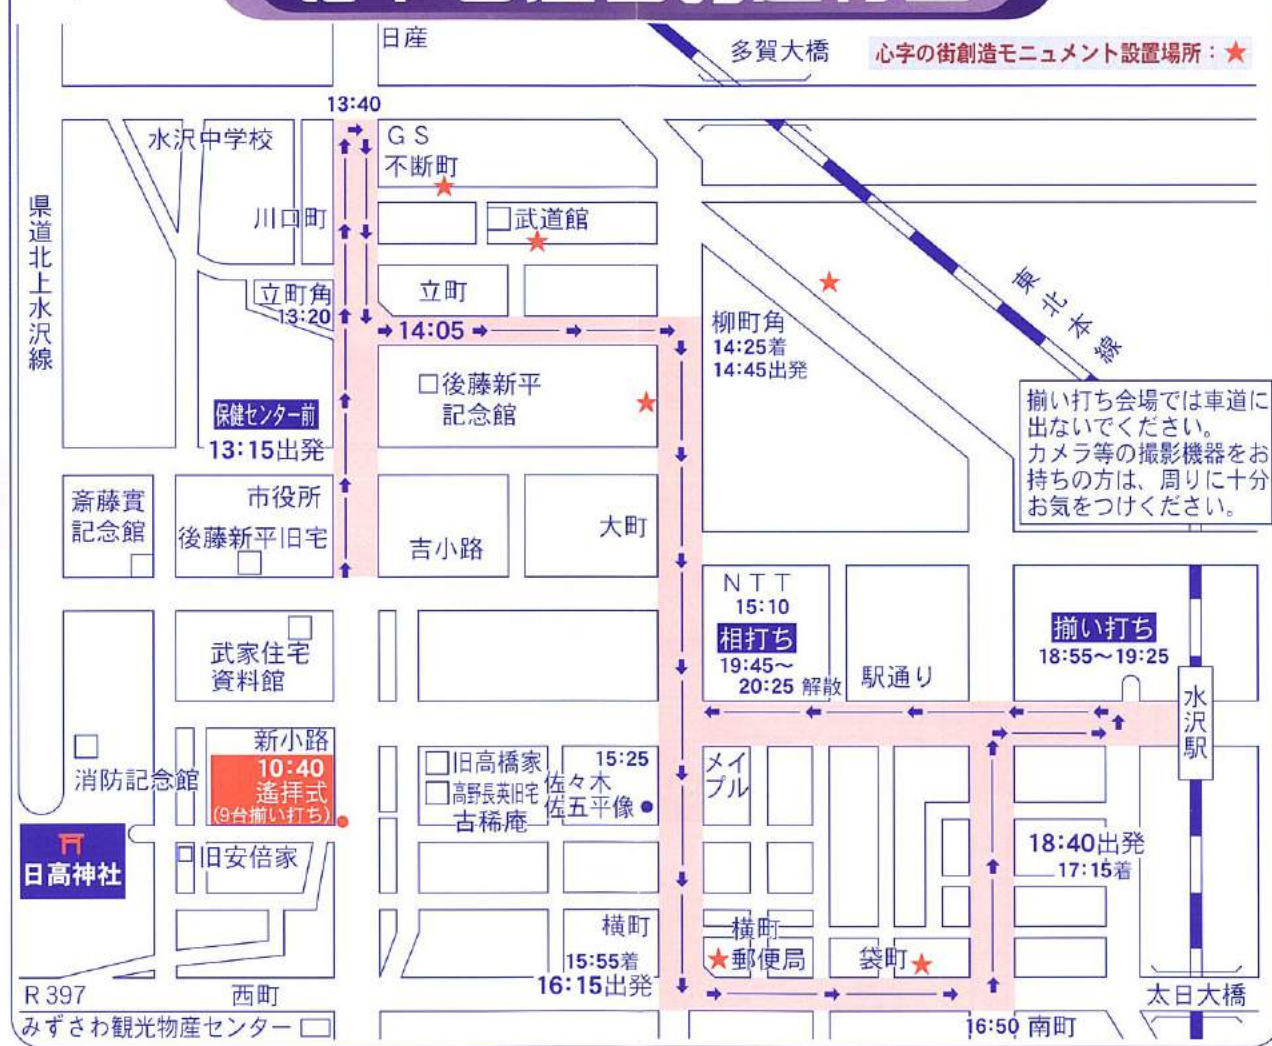 日産
多賀大橋
心字の街創造モニュメント設置場所：★
13:40
水沢中学校
GS
不断町
川口町
武道館
県道北上水沢線
立町角
13:20
立町
14:05
柳町角
14:25着
14:45出発
東北本線
後藤新平
記念館
保健センター前
13:15出発
揃い打ち会場では車道に
出ないでください。
カメラ等の撮影機器をお
持ちの方は、周りに十分
お気をつけください。
斎藤實
記念館
市役所
後藤新平旧宅
吉小路
大町
NTT
15:10
相打ち
19:45〜
20:25 解散
駅通り
揃い打ち
18:55〜19:25
水沢駅
武家住宅
資料館
新小路
10:40
遙拝式
(9台揃い打ち)
消防記念館
旧高橋家
高野長英旧宅
古稀庵
15:25
佐々木
佐五平像
メイプル
18:40出発
17:15着
日高神社
旧安倍家
横町
15:55着
16:15出発
横町
郵便局
袋町
R397
西町
みずさわ観光物産センター
16:50 南町
太日大橋